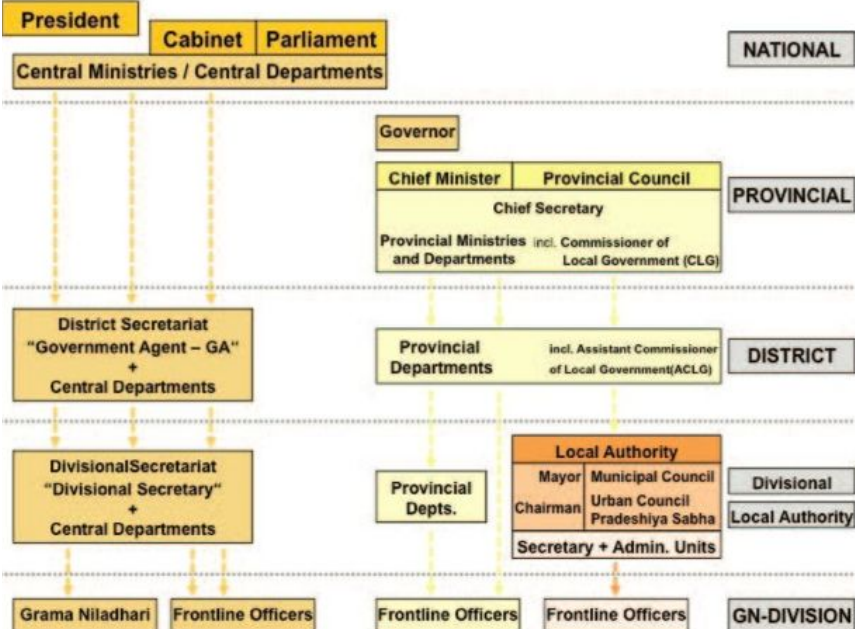 President
Cabinet Parliament
Central Ministries / Central Departments
NATIONAL
Governor
Chief Minister Provincial Council
Chief Secretary
Provincial Ministries incl. Commissioner of
and Departments Local Government (CLG)
PROVINCIAL
District Secretariat
"Government Agent – GA"
+
Central Departments
Provincial incl. Assistant Commissioner
Departments of Local Government(ACLG)
DISTRICT
DivisionalSecretariat
"Divisional Secretary"
+
Central Departments
Provincial
Depts.
Local Authority
Mayor Municipal Council
Chairman Urban Council
Pradeshiya Sabha
Secretary + Admin. Units
Divisional
Local Authority
Grama Niladhari Frontline Officers Frontline Officers Frontline Officers GN-DIVISION